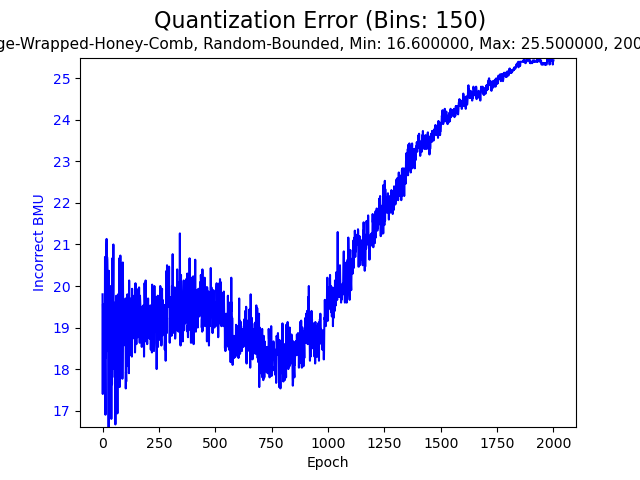 Quantization Error (Bins: 150)
ge-Wrapped-Honey-Comb, Random-Bounded, Min: 16.600000, Max: 25.500000, 200
25
24
23
22
21
20
19
18
17
Incorrect BMU
0 250 500 750 1000 1250 1500 1750 2000
Epoch